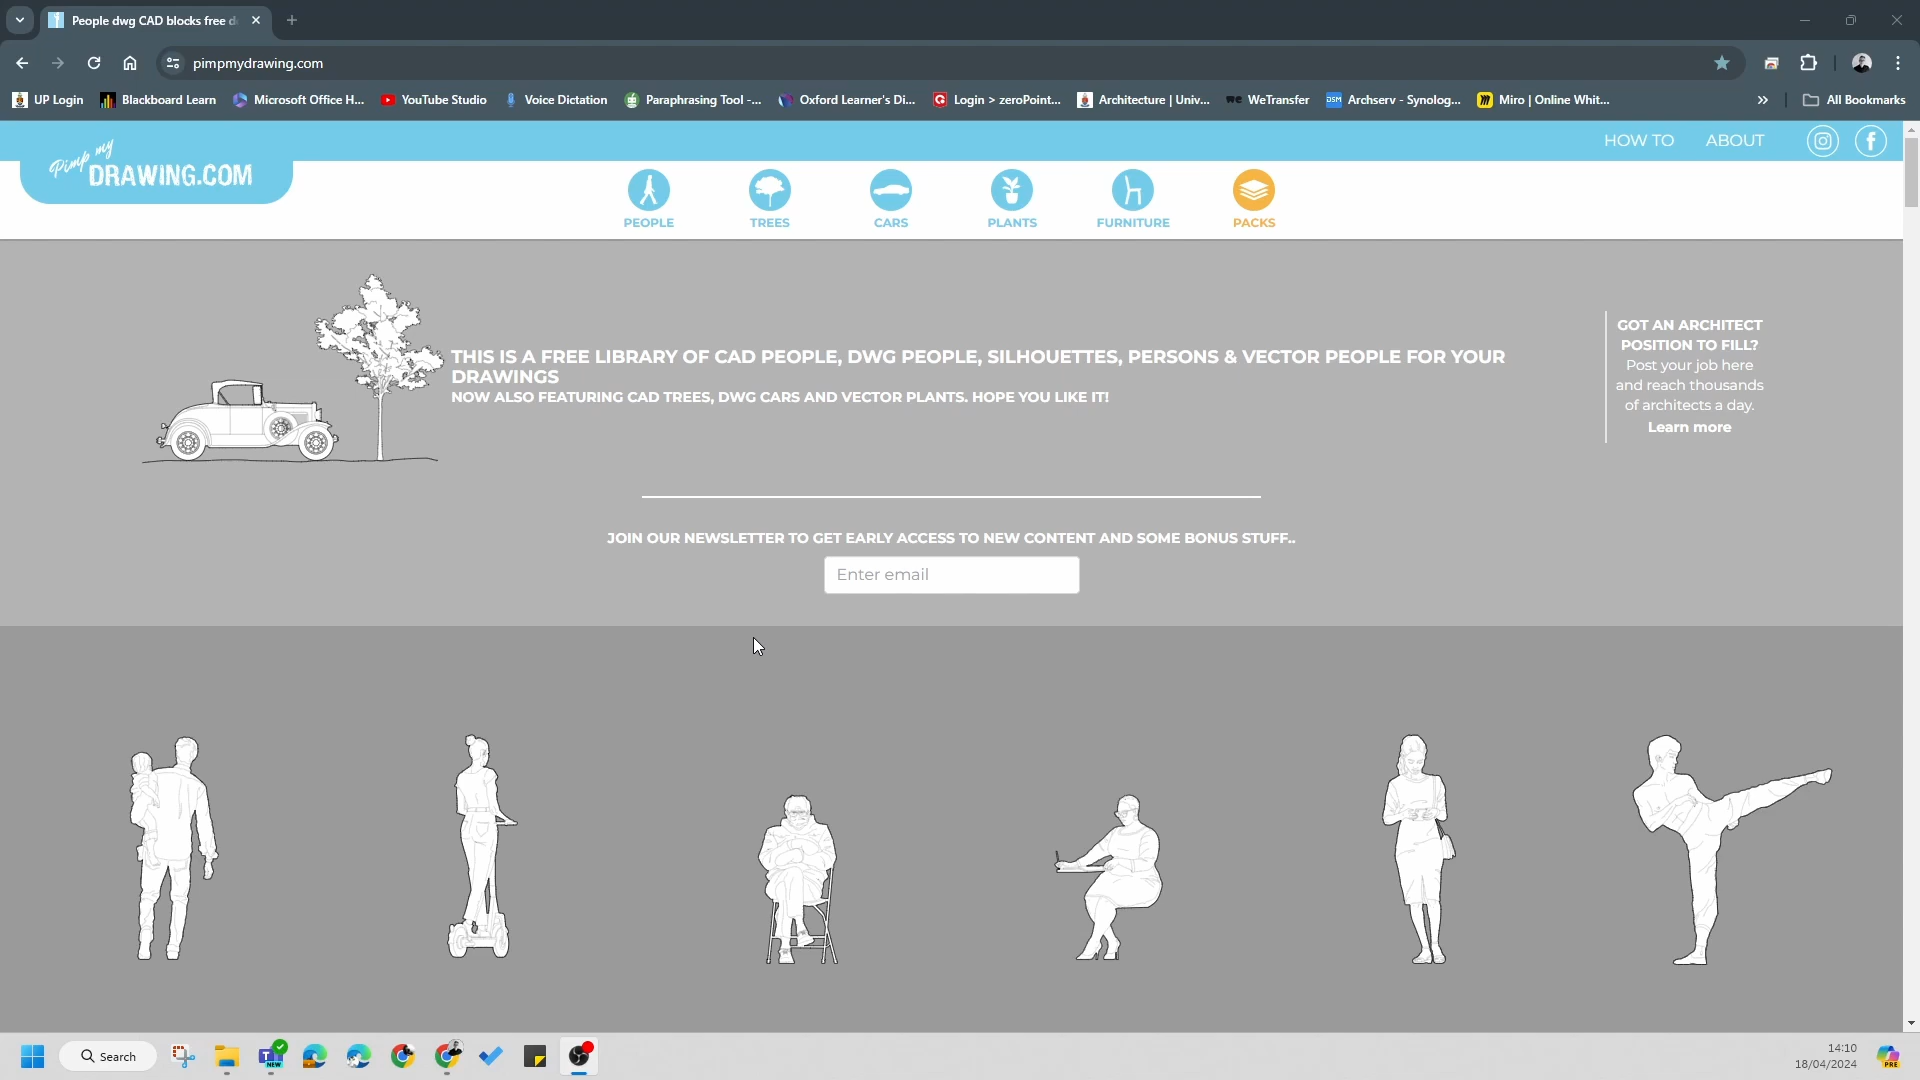 People dwg CAD blocks free d
pimpmydrawing.com
UP Login
Blackboard Learn
Microsoft Office H...
YouTube Studio
Voice Dictation
Paraphrasing Tool -...
Oxford Learner's Di...
Login > zeroPoint...
Architecture | Univ...
WeTransfer
Archserv - Synolog...
Miro | Online Whit...
All Bookmarks
HOW TO
ABOUT
Pimp my
DRAWING.COM
PEOPLE
TREES
CARS
PLANTS
FURNITURE
PACKS
THIS IS A FREE LIBRARY OF CAD PEOPLE, DWG PEOPLE, SILHOUETTES, PERSONS & VECTOR PEOPLE FOR YOUR
DRAWINGS
NOW ALSO FEATURING CAD TREES, DWG CARS AND VECTOR PLANTS. HOPE YOU LIKE IT!
GOT AN ARCHITECT
POSITION TO FILL?
Post your job here
and reach thousands
of architects a day.
Learn more
JOIN OUR NEWSLETTER TO GET EARLY ACCESS TO NEW CONTENT AND SOME BONUS STUFF..
Enter email
Search
NEW
14:10
18/04/2024
PRE